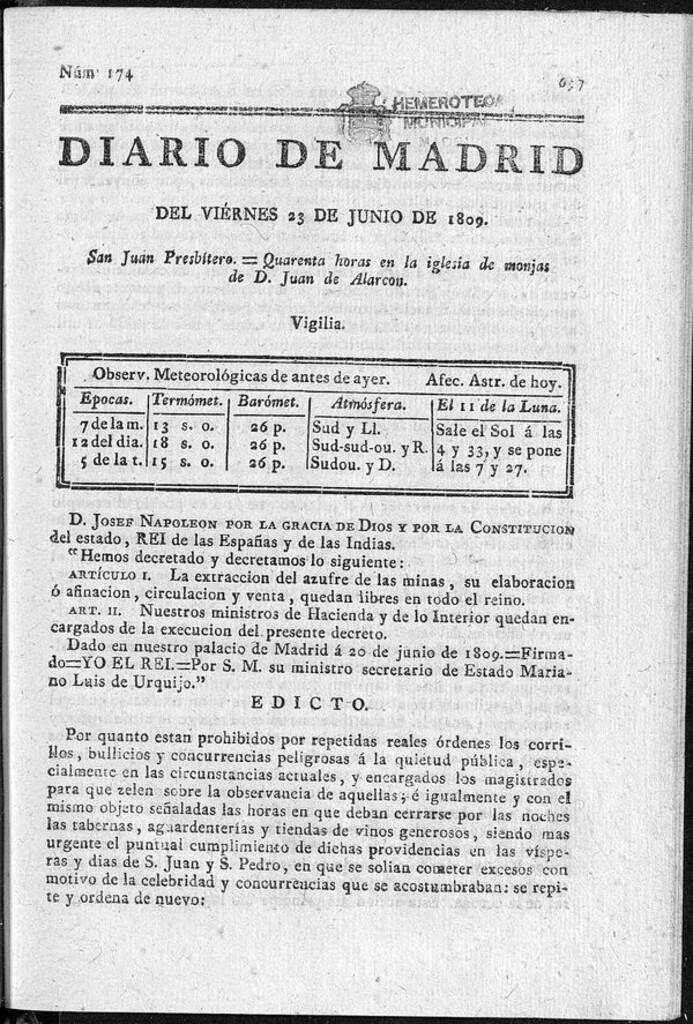 Núm. 174
HEMEROTECA
MUNICIPAL
DIARIO DE MADRID
DEL VIÉRNES 23 DE JUNIO DE 1809.
San Juan Presbítero. = Quarenta horas en la iglesia de monjas
de D. Juan de Alarcon.
Vigilia.
Observ. Meteorológicas de antes de ayer. Afec. Astr. de hoy.
Epocas. Termómet. Barómet. Atmósfera. El 11 de la Luna.
7 de la m. 13 s. o. 26 p. Sud y Ll. Sale el Sol á las
12 del dia. 18 s. o. 26 p. Sud-sud-ou. y R. 4 y 33, y se pone
5 de la t. 15 s. o. 26 p. Sudou. y D. á las 7 y 27.
D. Josef Napoleon por la gracia de Dios y por la Constitucion
del estado, REI de las Españas y de las Indias.
“Hemos decretado y decretamos lo siguiente:
ARTÍCULO I. La extraccion del azufre de las minas, su elaboracion
ó afinacion, circulacion y venta, quedan libres en todo el reino.
ART. II. Nuestros ministros de Hacienda y de lo Interior quedan en-
cargados de la execucion del presente decreto.
Dado en nuestro palacio de Madrid á 20 de junio de 1809.=Firma-
do=YO EL REI.=Por S. M. su ministro secretario de Estado Maria-
no Luis de Urquijo.”
EDICTO.
Por quanto estan prohibidos por repetidas reales órdenes los corri-
llos, bullicios y concurrencias peligrosas á la quietud pública, espe-
cialmente en las circunstancias actuales, y encargados los magistrados
para que zelen sobre la observancia de aquellas; é igualmente y con el
mismo objeto señaladas las horas en que deban cerrarse por las noches
las tabernas, aguardenterías y tiendas de vinos generosos, siendo mas
urgente el puntual cumplimiento de dichas providencias en las víspe-
ras y dias de S. Juan y S. Pedro, en que se solian cometer excesos con
motivo de la celebridad y concurrencias que se acostumbraban: se repi-
te y ordena de nuevo: